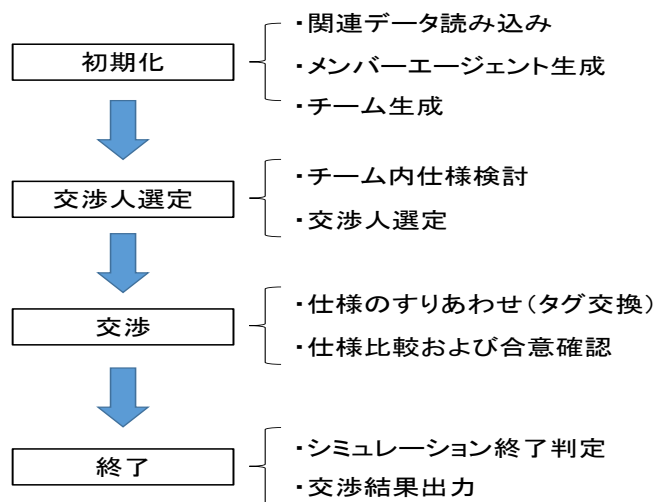 初期化
・関連データ読み込み
・メンバーエージェント生成
・チーム生成
交渉人選定
・チーム内仕様検討
・交渉人選定
交渉
・仕様のすりあわせ（タグ交換）
・仕様比較および合意確認
終了
・シミュレーション終了判定
・交渉結果出力